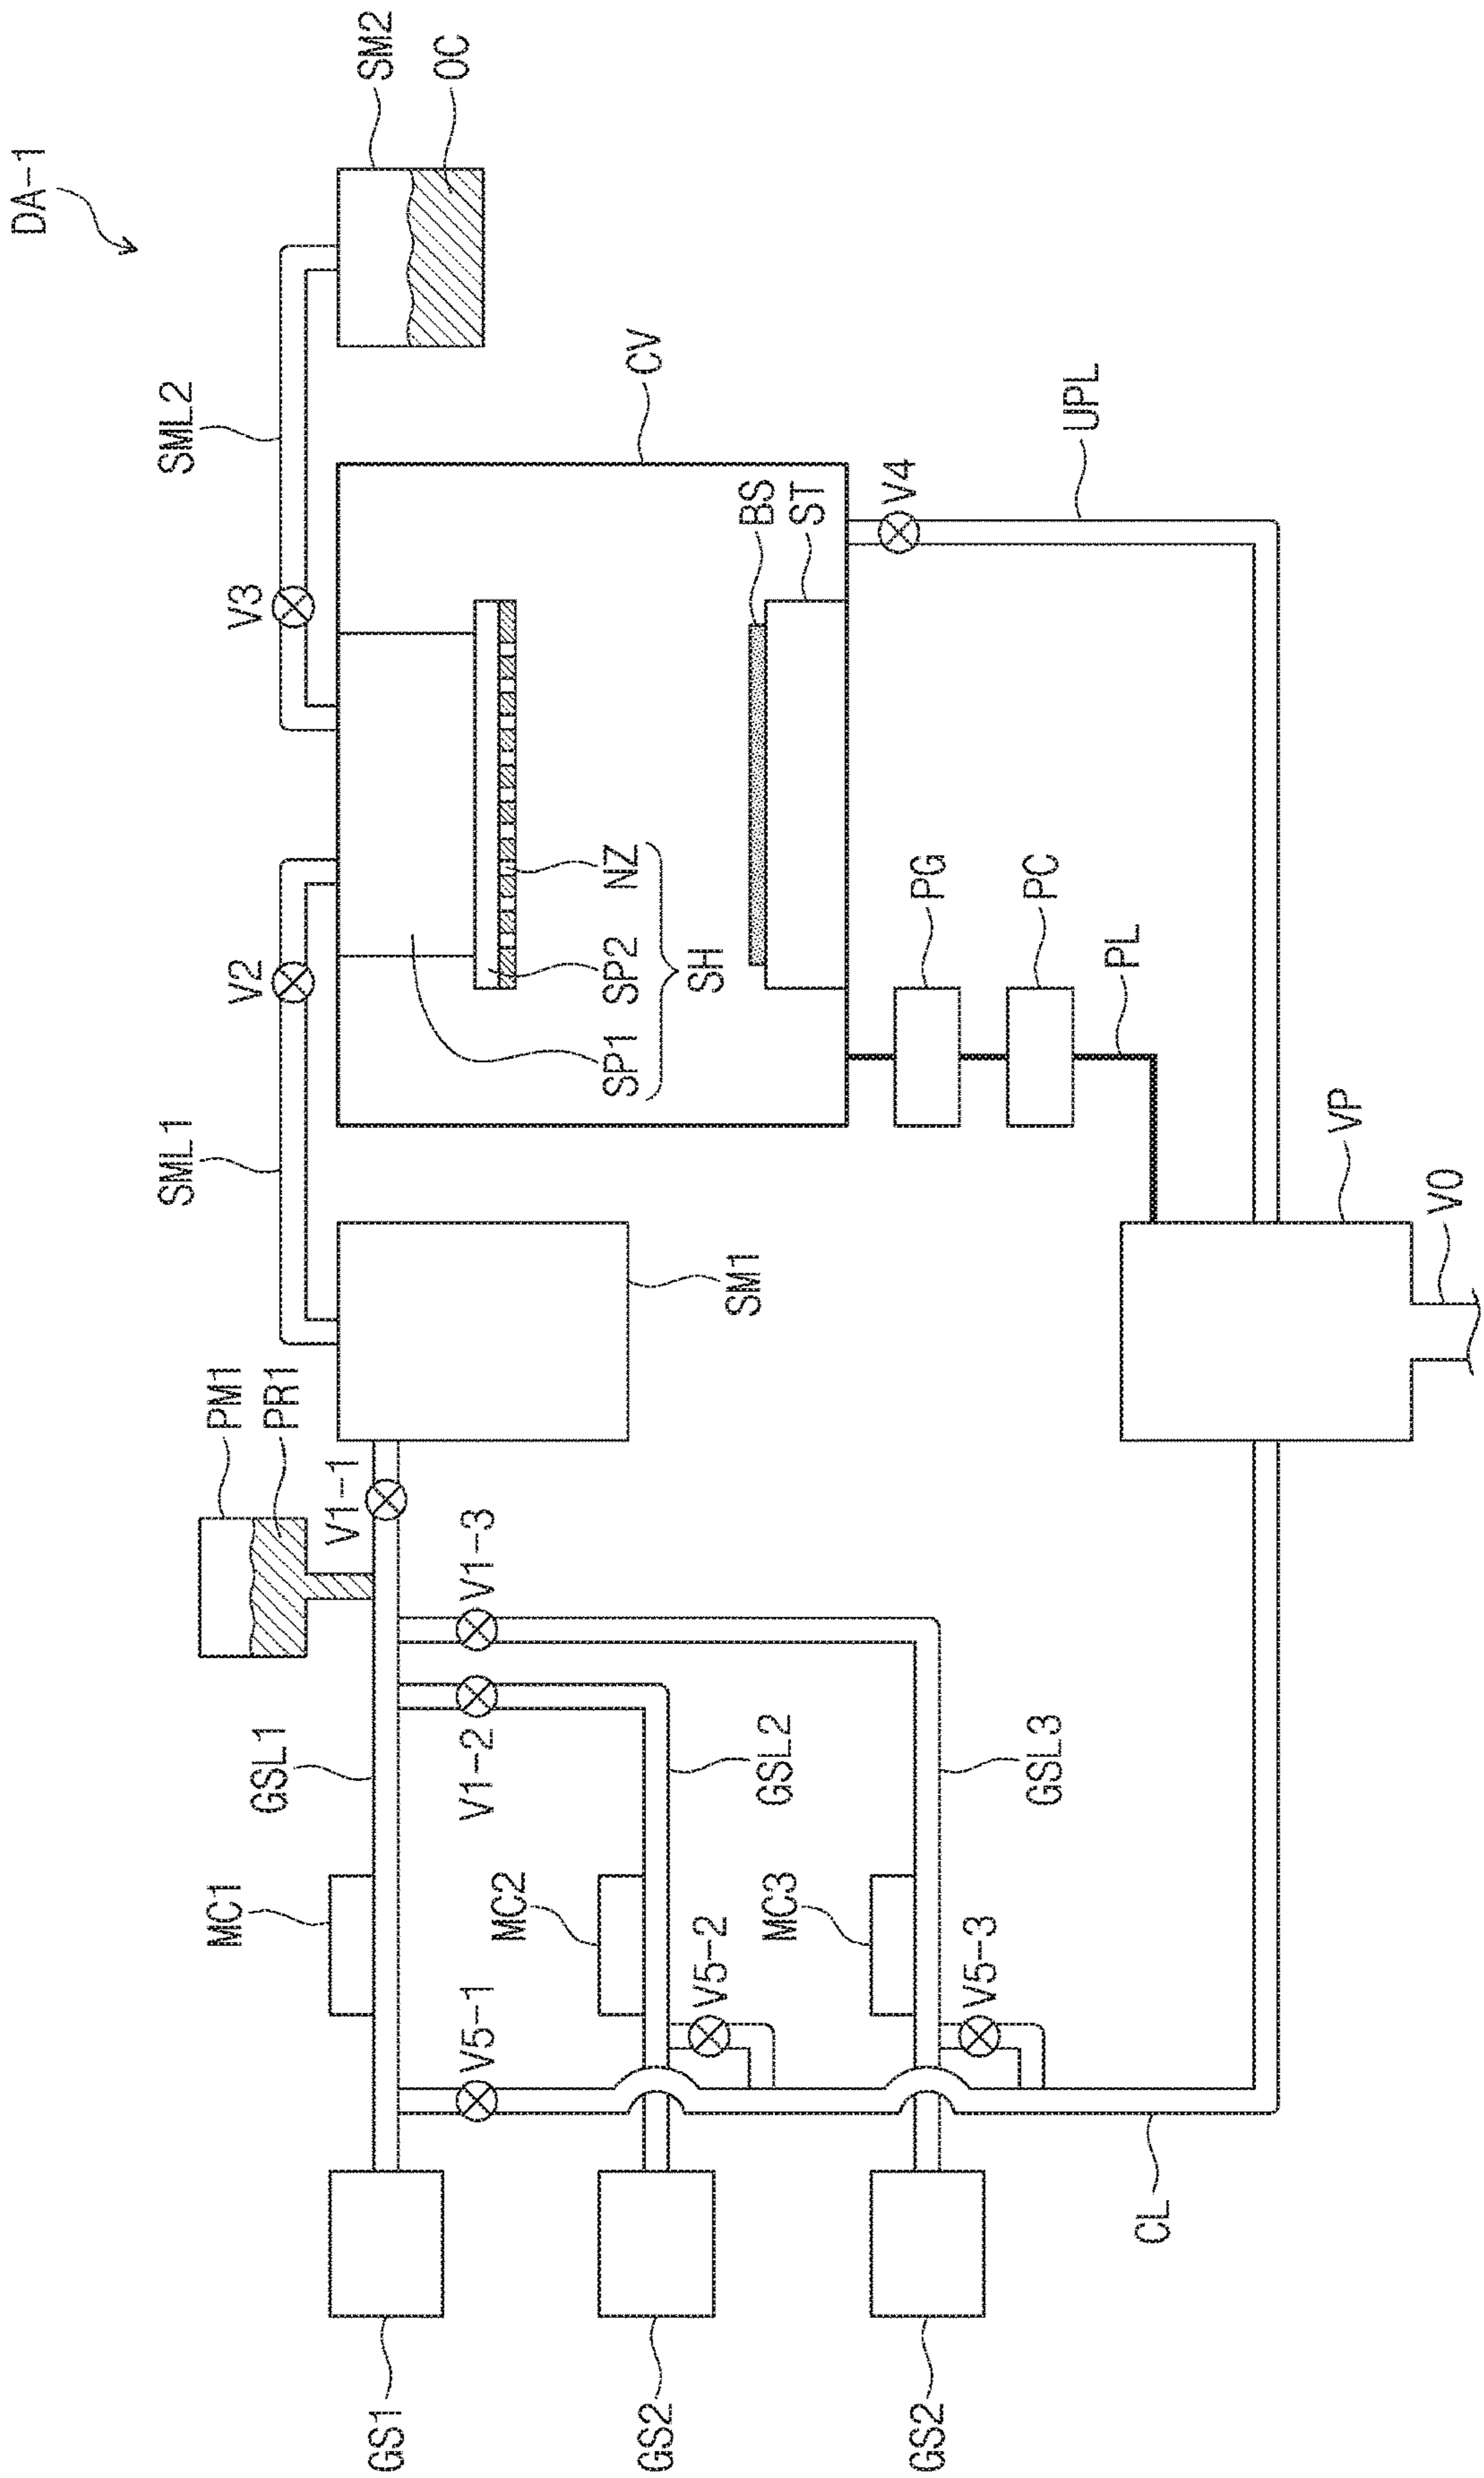 DA-1
SM2
OC
SML2
V3
CV
BS
ST
V4
UPL
SML1
V2
SP1
SP2
NZ
SH
PG
PC
PL
VP
VO
SM1
PM1
PR1
V1-1
V1-3
V1-2
GSL1
GSL2
GSL3
MC1
MC2
MC3
V5-1
V5-2
V5-3
CL
GS1
GS2
GS2